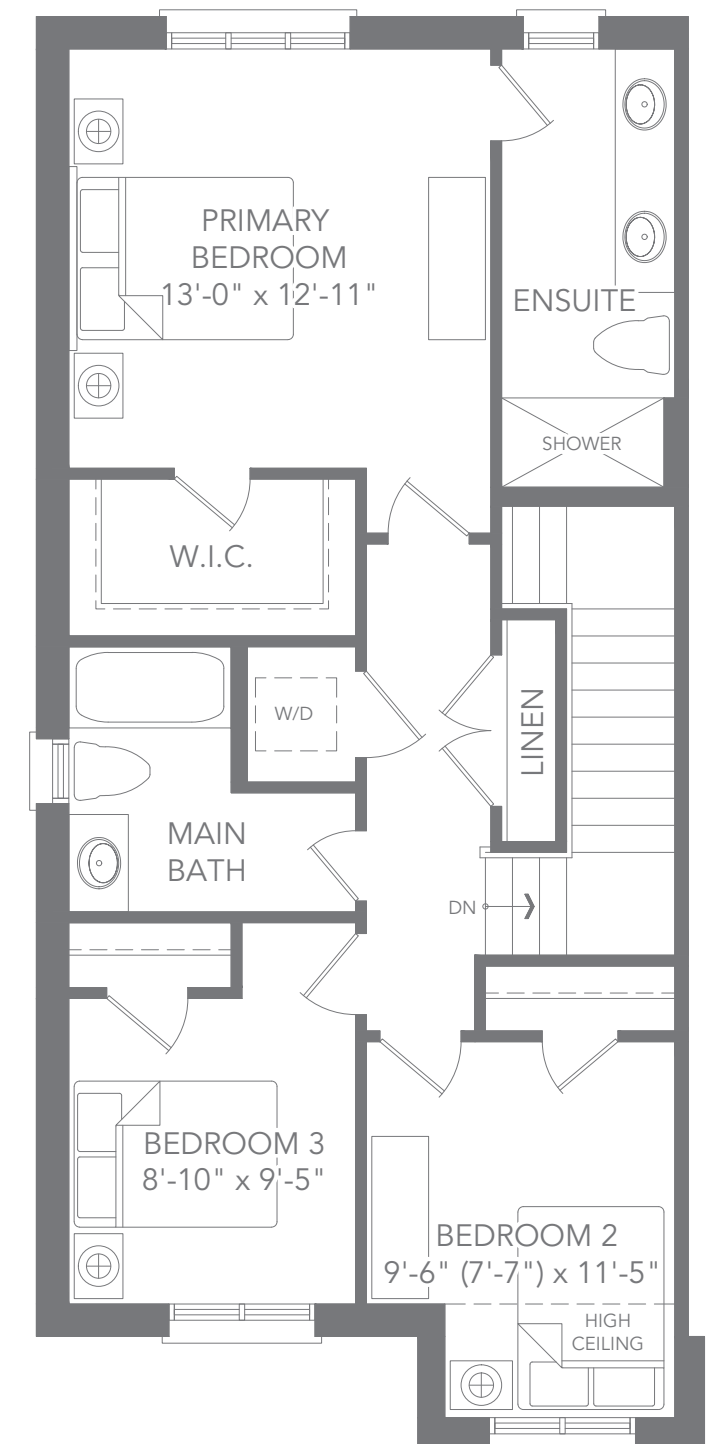 PRIMARY
BEDROOM
13'-0" x 12'-11"
ENSUITE
SHOWER
W.I.C.
W/D
LINEN
MAIN
BATH
DN
BEDROOM 3
8'-10" x 9'-5"
BEDROOM 2
9'-6" (7'-7") x 11'-5"
HIGH
CEILING